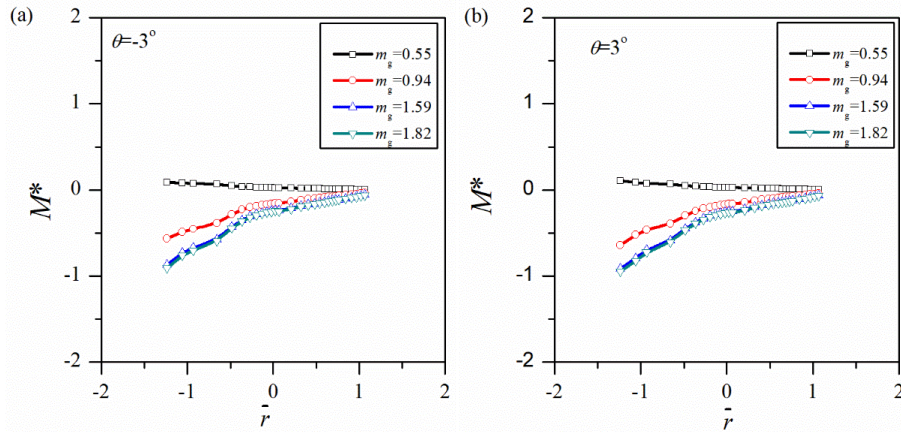 (a)
θ=-3°
m_g=0.55
m_g=0.94
m_g=1.59
m_g=1.82
M*
2
1
0
-1
-2
-2 -1 0 1 2
r̄
(b)
θ=3°
m_g=0.55
m_g=0.94
m_g=1.59
m_g=1.82
M*
2
1
0
-1
-2
-2 -1 0 1 2
r̄